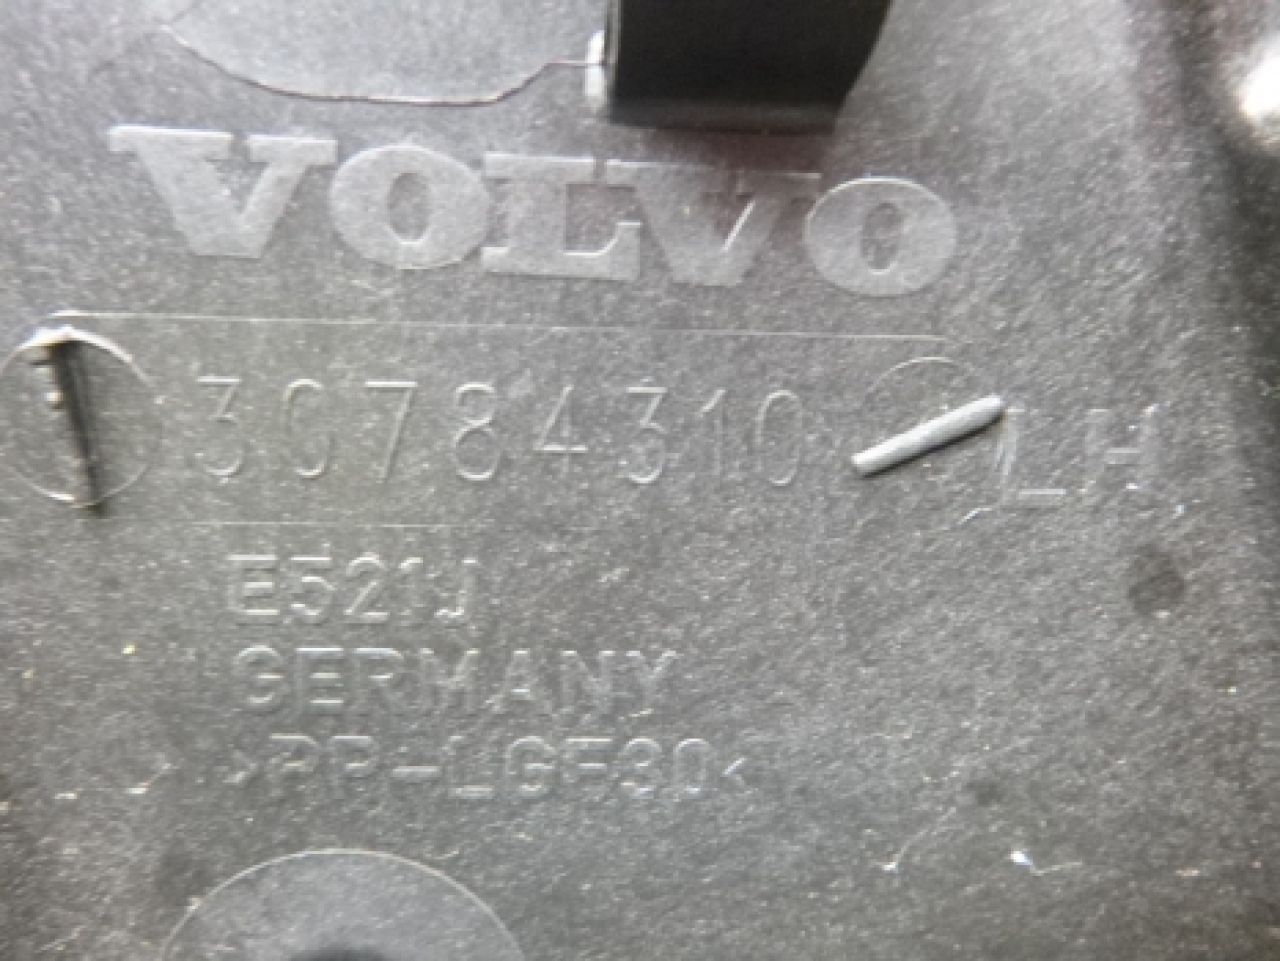 VOLVO
30784310 LH
E521J
GERMANY
>PP-LGF30<